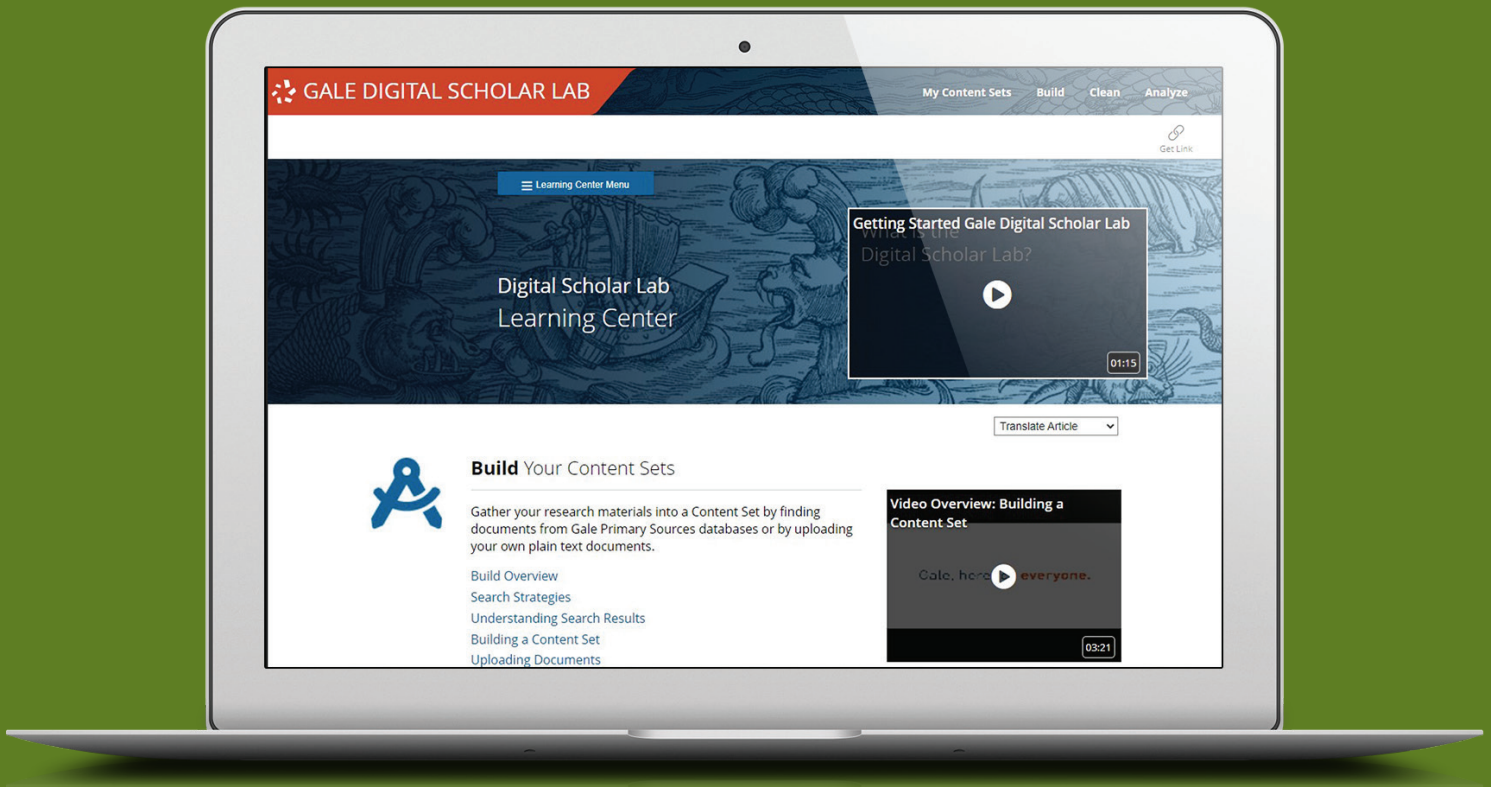 GALE DIGITAL SCHOLAR LAB
My Content Sets Build Clean Analyze
Get Link
Learning Center Menu
Getting Started Gale Digital Scholar Lab
What is the
Digital Scholar Lab?
01:15
Digital Scholar Lab
Learning Center
Translate Article
Build Your Content Sets
Gather your research materials into a Content Set by finding
documents from Gale Primary Sources databases or by uploading
your own plain text documents.
Build Overview
Search Strategies
Understanding Search Results
Building a Content Set
Uploading Documents
Video Overview: Building a
Content Set
Gale, here everyone.
03:21